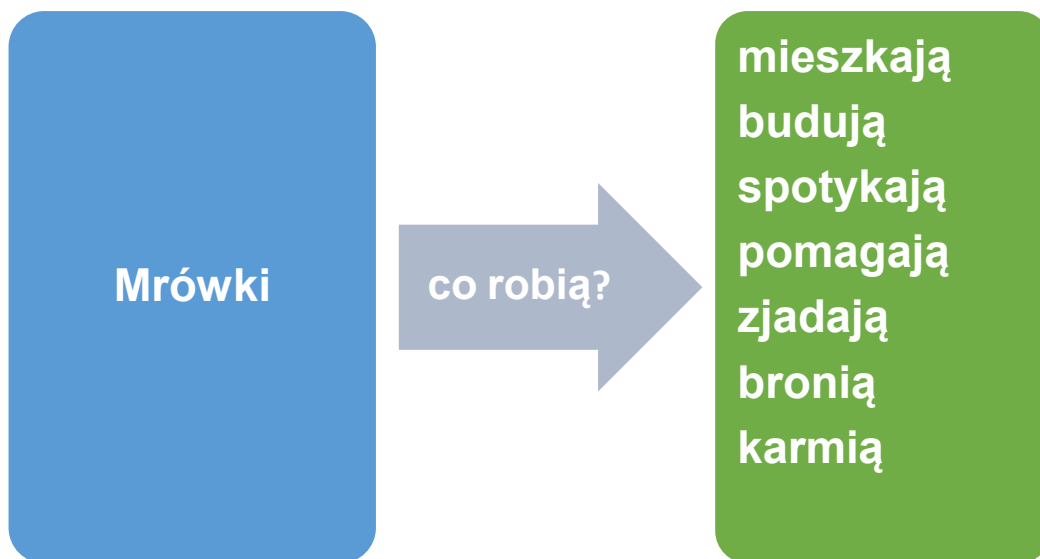 Mrówki
co robią?
mieszkają
budują
spotykają
pomagają
zjadają
bronią
karmią